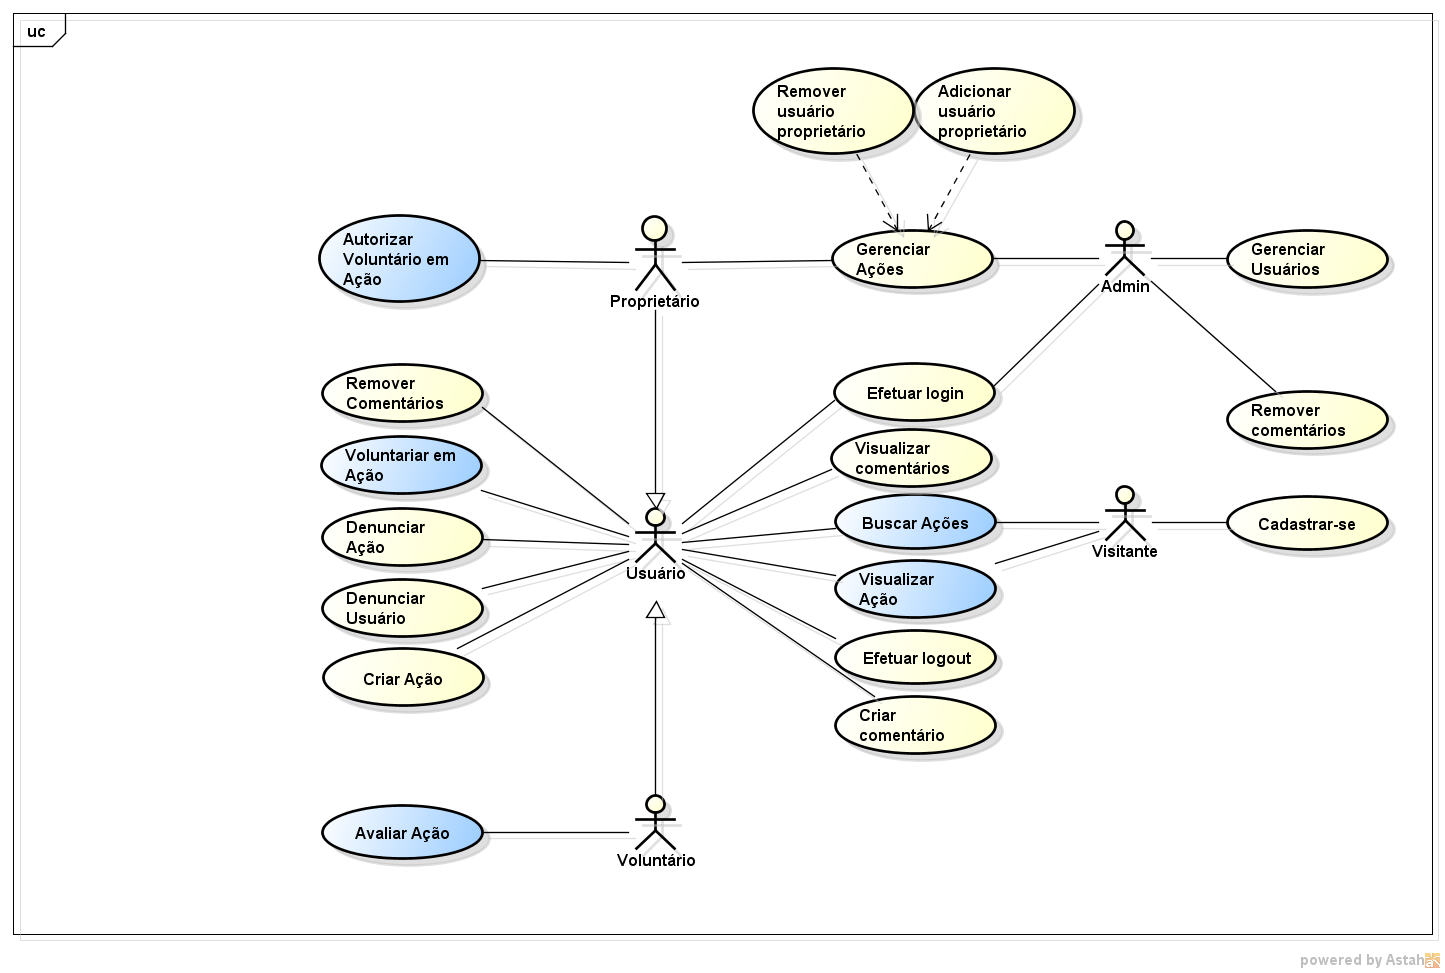 uc
Remover
usuário
proprietário
Adicionar
usuário
proprietário
Autorizar
Voluntário em
Ação
Proprietário
Gerenciar
Ações
Admin
Gerenciar
Usuários
Remover
Comentários
Efetuar login
Remover
comentários
Voluntariar em
Ação
Visualizar
comentários
Denunciar
Ação
Usuário
Buscar Ações
Visitante
Cadastrar-se
Denunciar
Usuário
Visualizar
Ação
Criar Ação
Efetuar logout
Criar
comentário
Avaliar Ação
Voluntário
powered by Astah